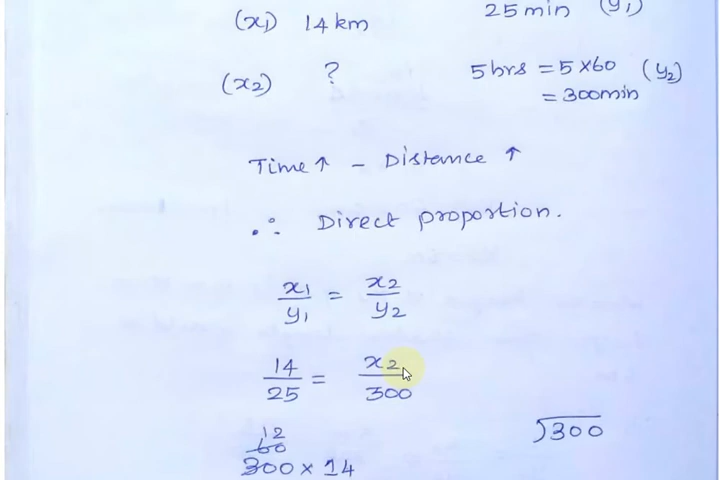 (x₁) 14 km 25 min (y₁)
(x₂) ? 5 hrs = 5 × 60 (y₂)
= 300 min
Time ↑ – Distance ↑
∴ Direct proportion.
x₁/y₁ = x₂/y₂
14/25 = x₂/300
12
60
300 × 14
)300